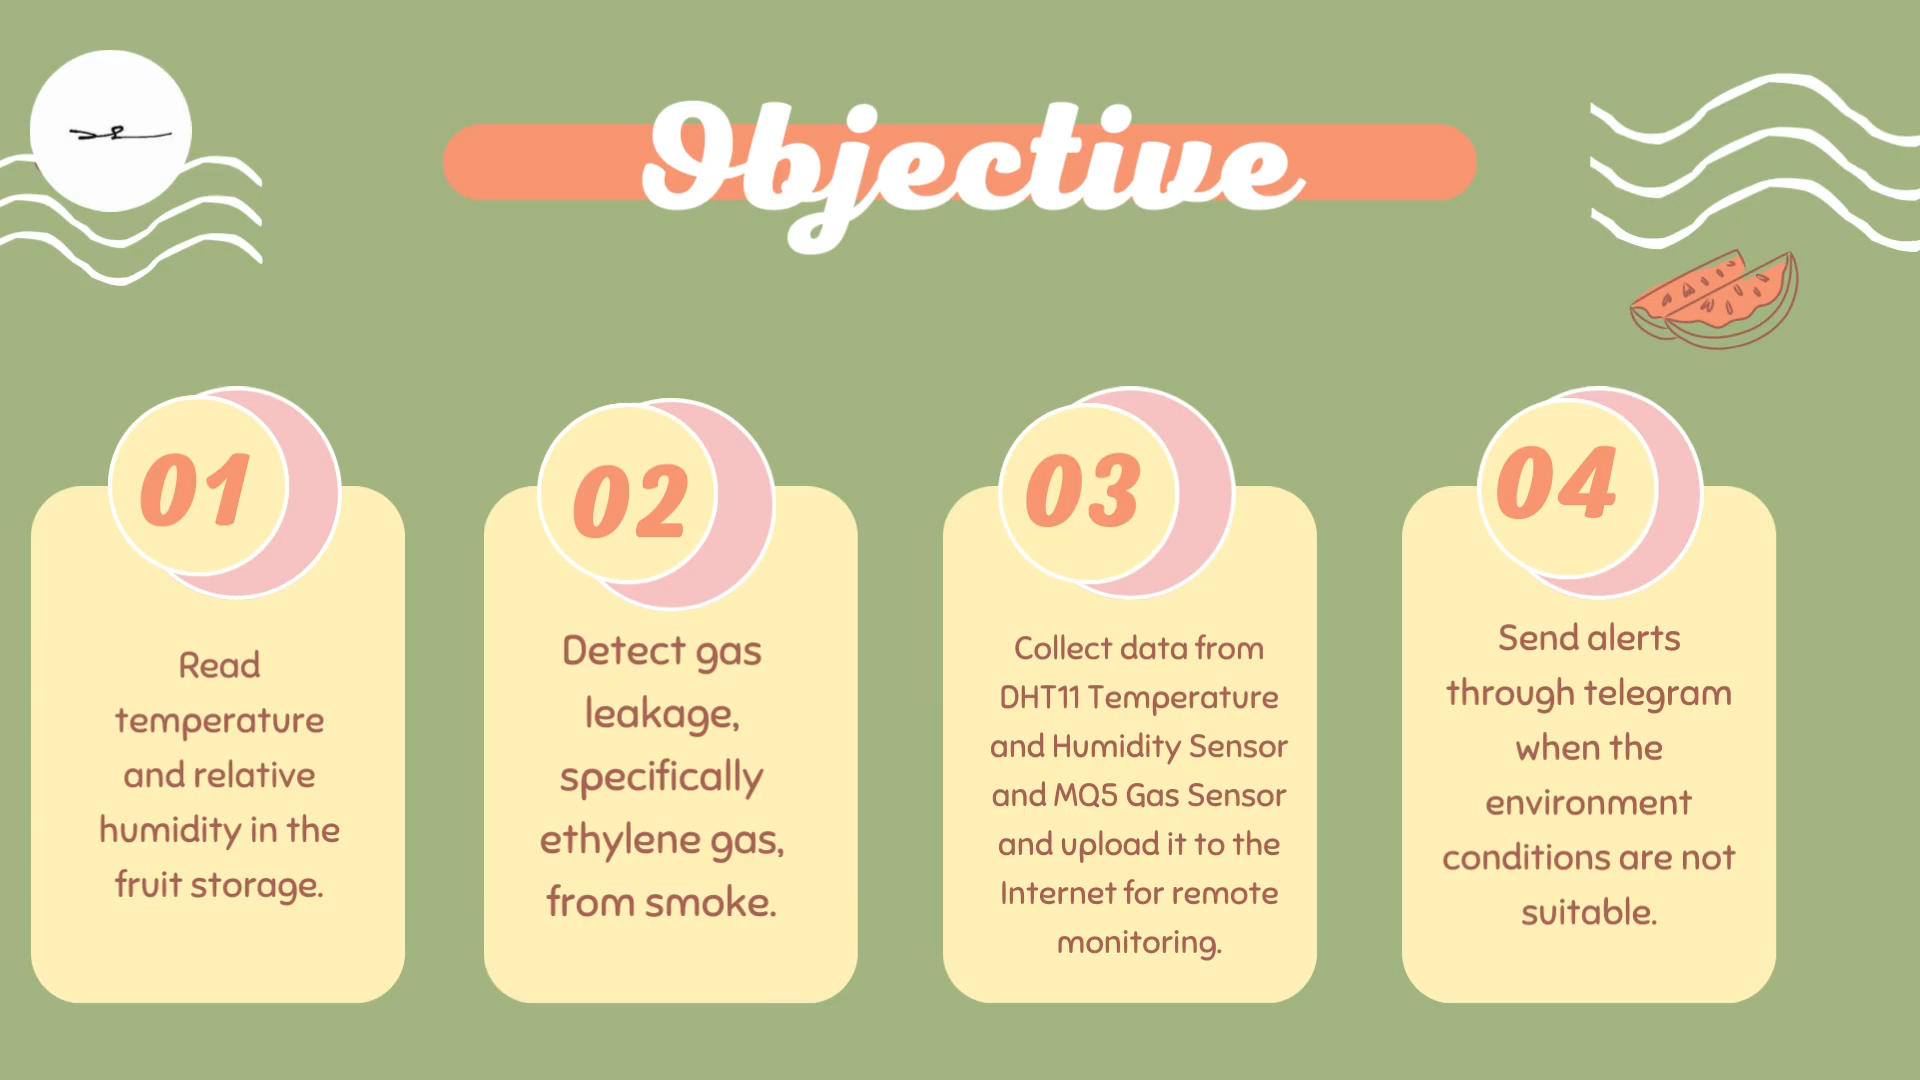 Objective
01
Read
temperature
and relative
humidity in the
fruit storage.
02
Detect gas
leakage,
specifically
ethylene gas,
from smoke.
03
Collect data from
DHT11 Temperature
and Humidity Sensor
and MQ5 Gas Sensor
and upload it to the
Internet for remote
monitoring.
04
Send alerts
through telegram
when the
environment
conditions are not
suitable.